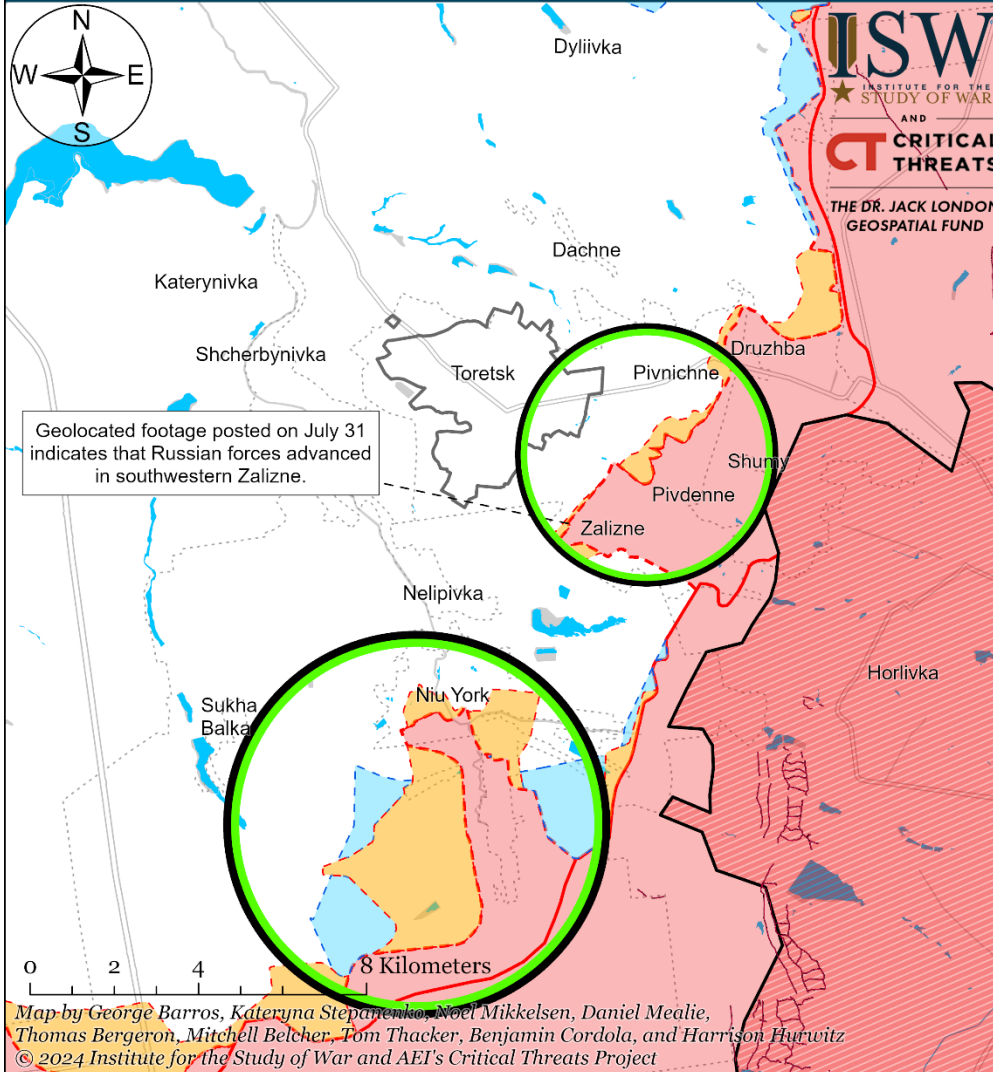 N
W
E
S
ISW
INSTITUTE FOR THE
STUDY OF WAR
AND
CT CRITICAL
THREATS
THE DR. JACK LONDON
GEOSPATIAL FUND
Dyliivka
Dachne
Katerynivka
Shcherbynivka
Toretsk
Druzhba
Pivnichne
Geolocated footage posted on July 31
indicates that Russian forces advanced
in southwestern Zalizne.
Shumy
Pivdenne
Zalizne
Nelipivka
Horlivka
Niu York
Sukha
Balka
0 2 4 8 Kilometers
Map by George Barros, Kateryna Stepanenko, Noel Mikkelsen, Daniel Mealie,
Thomas Bergeron, Mitchell Belcher, Tom Thacker, Benjamin Cordola, and Harrison Hurwitz
© 2024 Institute for the Study of War and AEI's Critical Threats Project